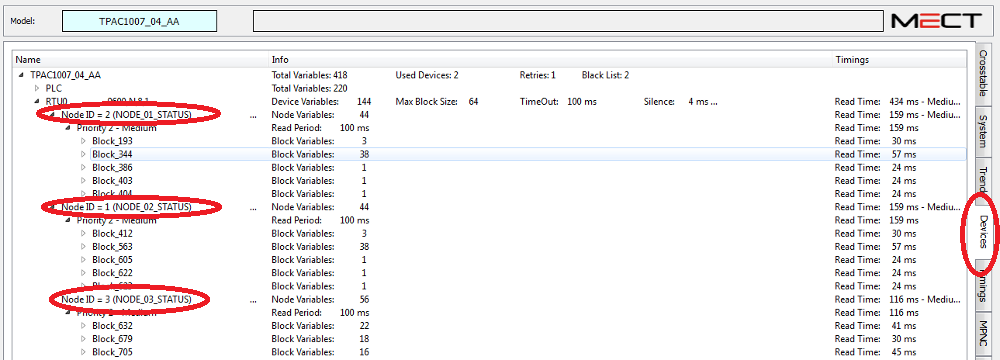 Model: TPAC1007_04_AA MECT
Name Info Timings
TPAC1007_04_AA Total Variables: 418 Used Devices: 2 Retries: 1 Black List: 2
PLC Total Variables: 220
RTU0 9600 N 8 1 Device Variables: 144 Max Block Size: 64 TimeOut: 100 ms Silence: 4 ms ... Read Time: 434 ms - Mediu...
Node ID = 2 (NODE_01_STATUS) ... Node Variables: 44 Read Time: 159 ms - Mediu...
Priority 2 - Medium Read Period: 100 ms Read Time: 159 ms
Block_193 Block Variables: 3 Read Time: 30 ms
Block_344 Block Variables: 38 Read Time: 57 ms
Block_386 Block Variables: 1 Read Time: 24 ms
Block_403 Block Variables: 1 Read Time: 24 ms
Block_404 Block Variables: 1 Read Time: 24 ms
Node ID = 1 (NODE_02_STATUS) ... Node Variables: 44 Read Time: 159 ms - Mediu...
Priority 2 - Medium Read Period: 100 ms Read Time: 159 ms
Block_412 Block Variables: 3 Read Time: 30 ms
Block_563 Block Variables: 38 Read Time: 57 ms
Block_605 Block Variables: 1 Read Time: 24 ms
Block_622 Block Variables: 1 Read Time: 24 ms
Block_623 Block Variables: 1 Read Time: 24 ms
Node ID = 3 (NODE_03_STATUS) ... Node Variables: 56 Read Time: 116 ms - Mediu...
Priority 2 - Medium Read Period: 100 ms Read Time: 116 ms
Block_632 Block Variables: 22 Read Time: 41 ms
Block_679 Block Variables: 18 Read Time: 30 ms
Block_705 Block Variables: 16 Read Time: 45 ms
Crosstable
System
Trend
Devices
Timings
MPNC